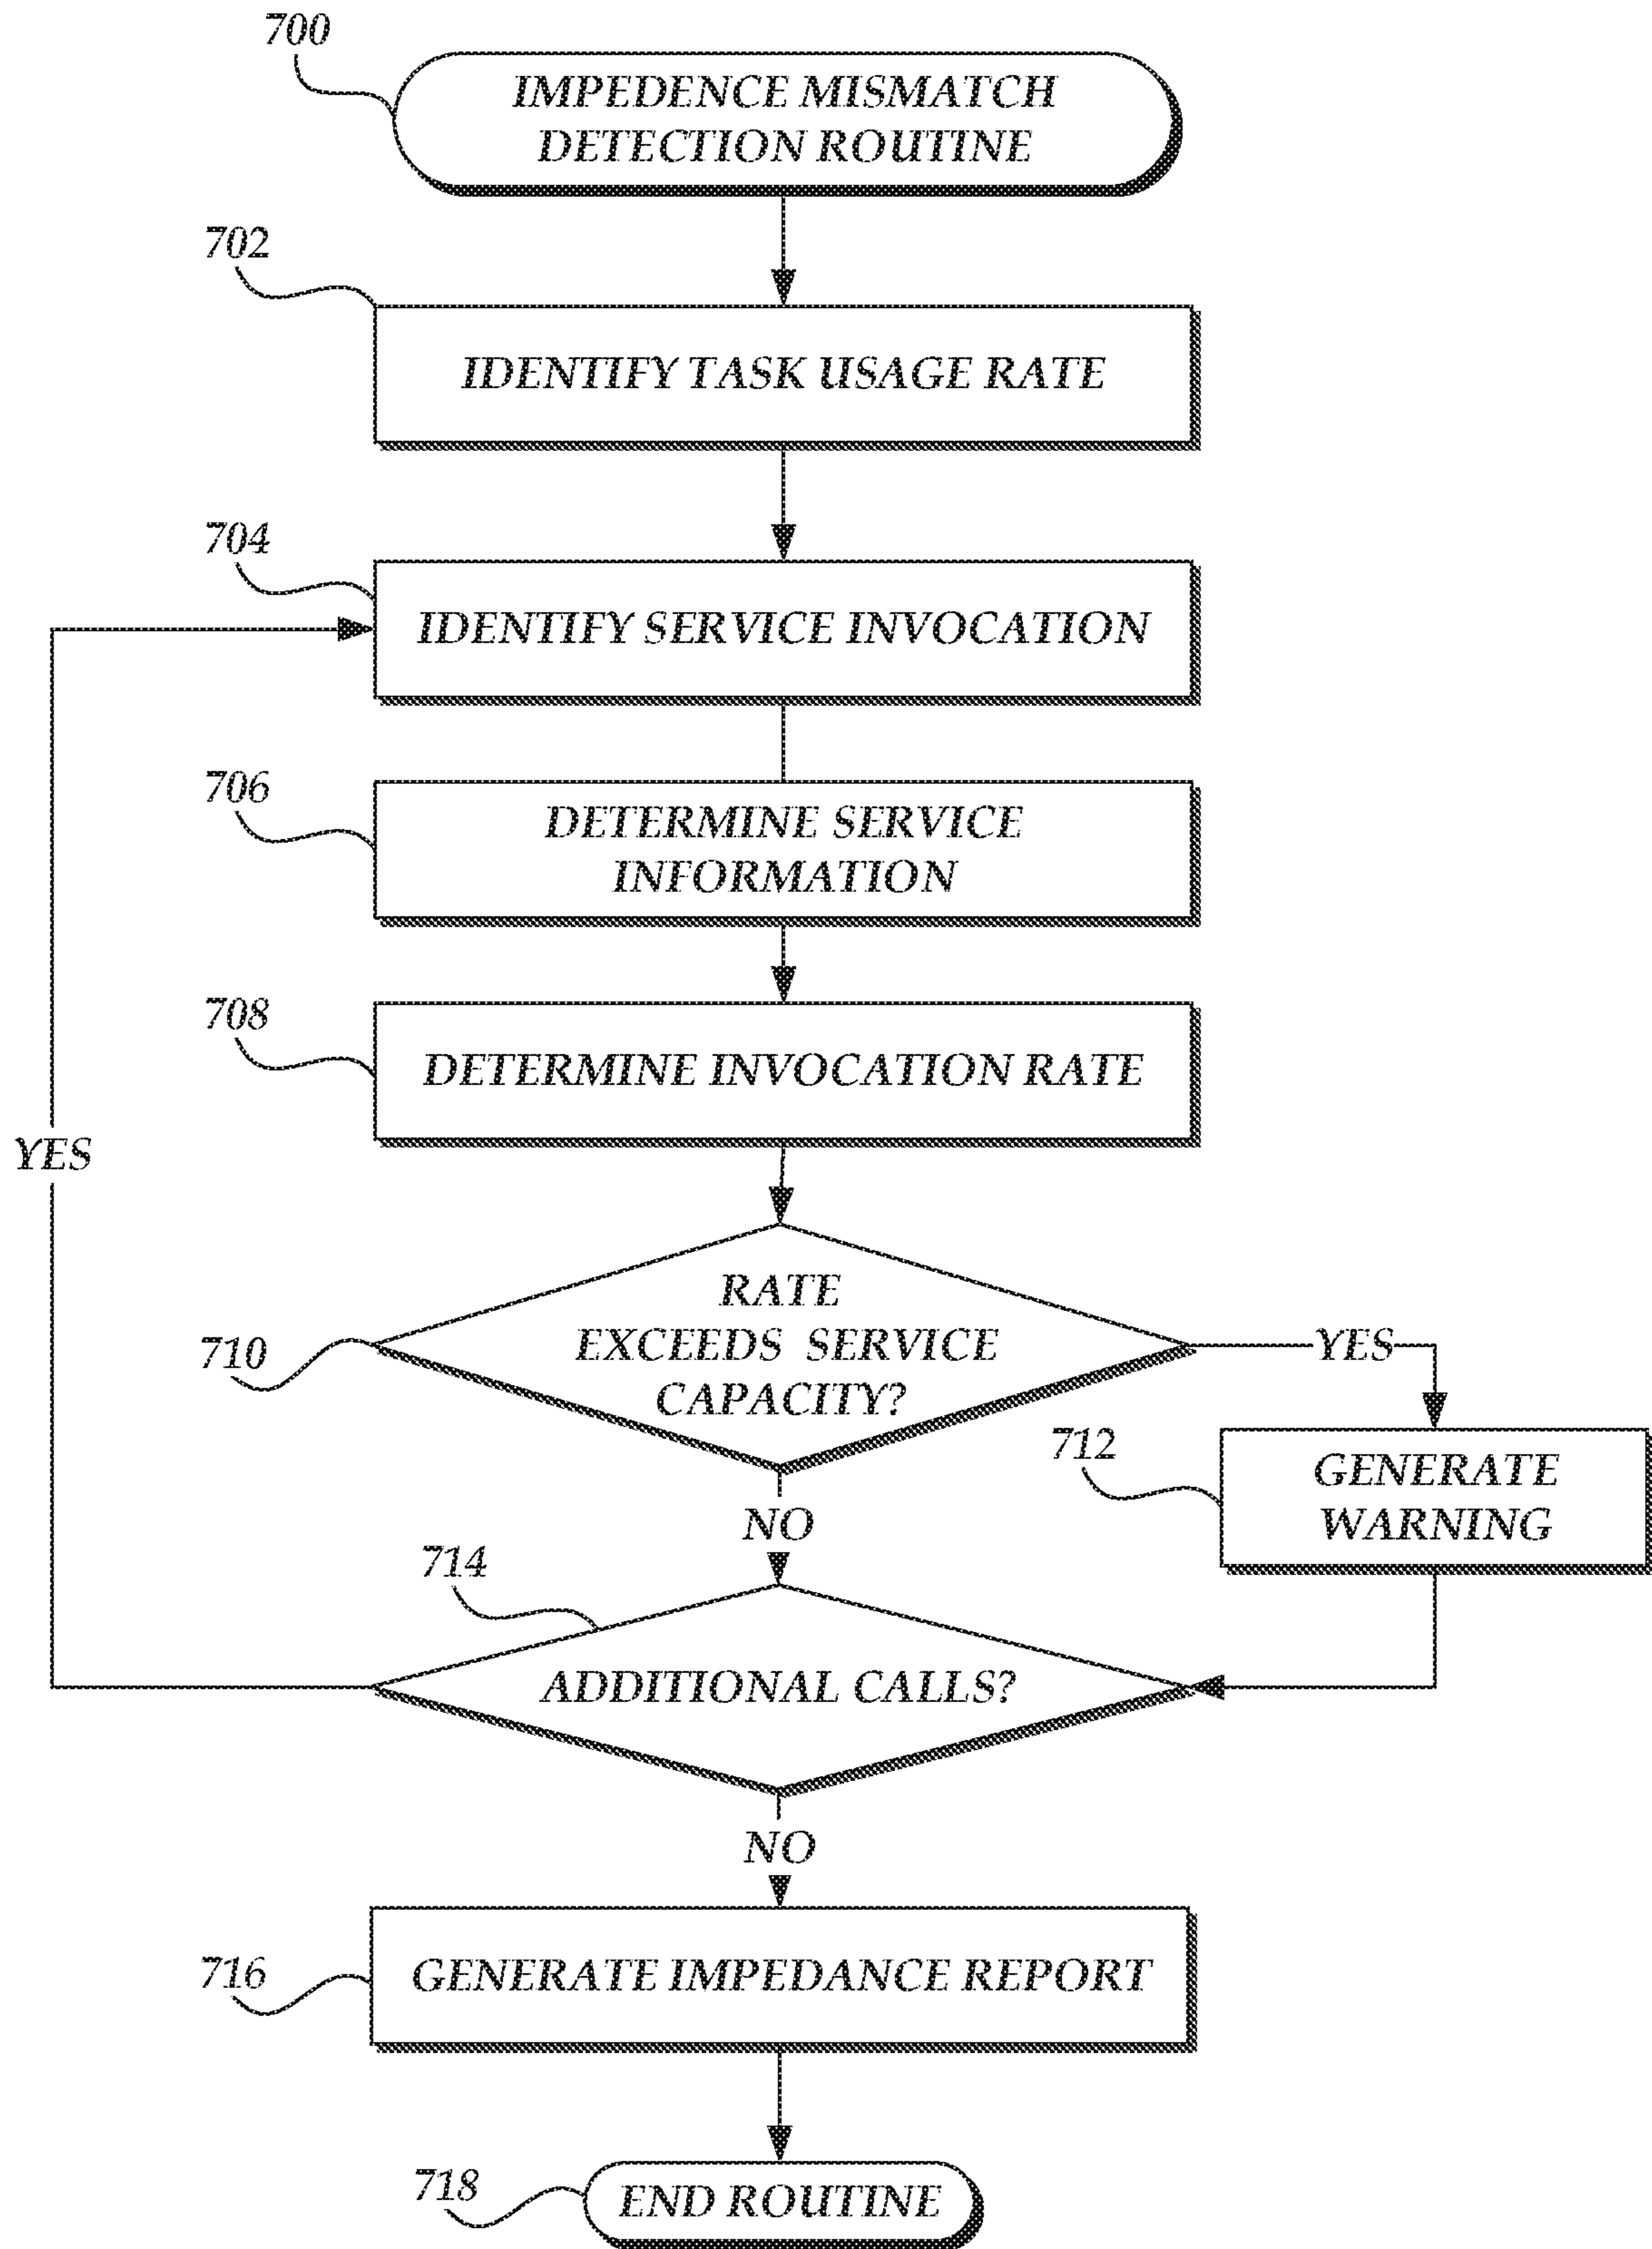 700
IMPEDENCE MISMATCH
DETECTION ROUTINE
702
IDENTIFY TASK USAGE RATE
704
IDENTIFY SERVICE INVOCATION
706
DETERMINE SERVICE
INFORMATION
708
DETERMINE INVOCATION RATE
YES
710
RATE
EXCEEDS SERVICE
CAPACITY?
YES
712
GENERATE
WARNING
NO
714
ADDITIONAL CALLS?
NO
716
GENERATE IMPEDANCE REPORT
718
END ROUTINE